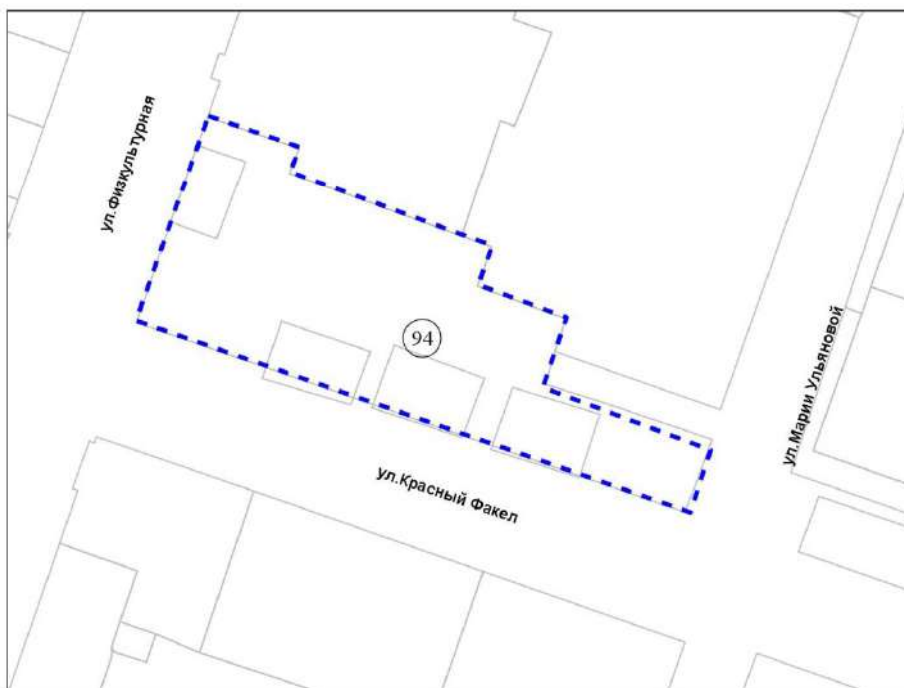 ул.Физкультурная
94
ул.Марии Ульяновой
ул.Красный Факел